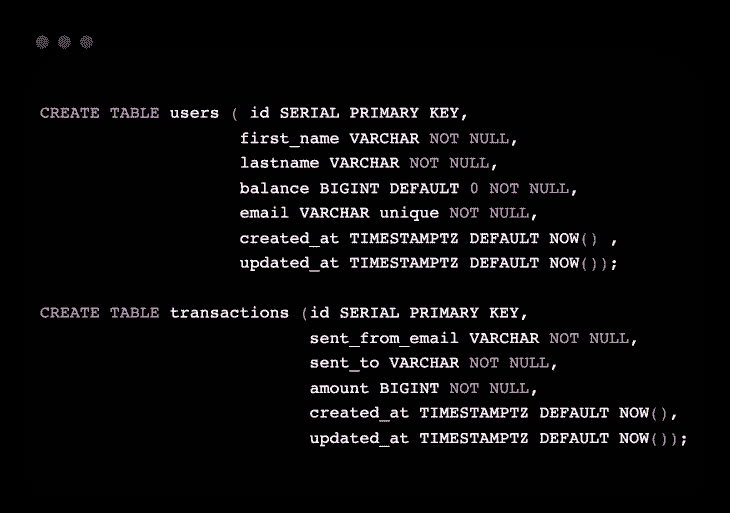 CREATE TABLE users ( id SERIAL PRIMARY KEY,
first_name VARCHAR NOT NULL,
lastname VARCHAR NOT NULL,
balance BIGINT DEFAULT 0 NOT NULL,
email VARCHAR unique NOT NULL,
created_at TIMESTAMPTZ DEFAULT NOW() ,
updated_at TIMESTAMPTZ DEFAULT NOW());
CREATE TABLE transactions (id SERIAL PRIMARY KEY,
sent_from_email VARCHAR NOT NULL,
sent_to VARCHAR NOT NULL,
amount BIGINT NOT NULL,
created_at TIMESTAMPTZ DEFAULT NOW(),
updated_at TIMESTAMPTZ DEFAULT NOW());